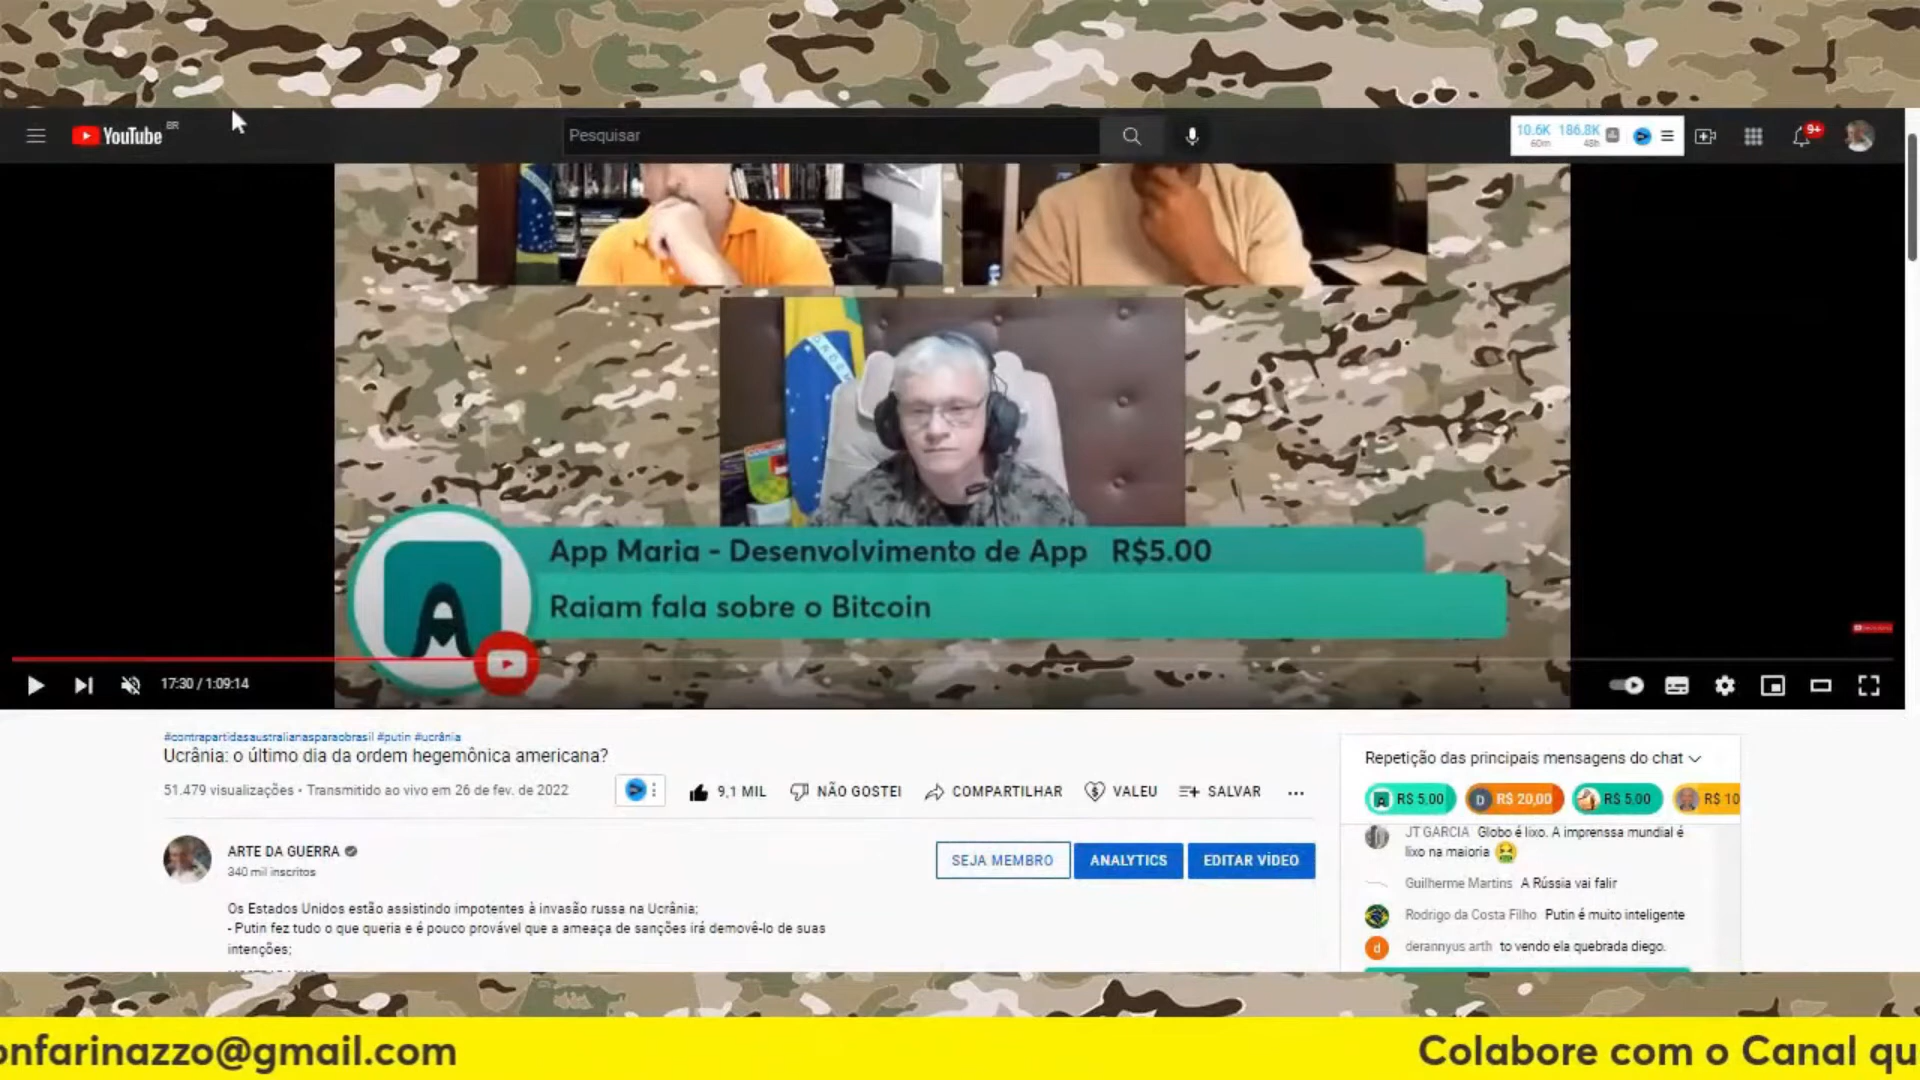 YouTube BR
Pesquisar
10.6K 186.8K
60m 48h
9+
App Maria - Desenvolvimento de App R$5.00
Raiam fala sobre o Bitcoin
17:30 / 1:09:14
#contrapartidasaustralianasparaobrasil #putin #ucrânia
Ucrânia: o último dia da ordem hegemônica americana?
51.479 visualizações • Transmitido ao vivo em 26 de fev. de 2022
9,1 MIL
NÃO GOSTEI
COMPARTILHAR
VALEU
SALVAR
ARTE DA GUERRA
340 mil inscritos
SEJA MEMBRO
ANALYTICS
EDITAR VÍDEO
Os Estados Unidos estão assistindo impotentes à invasão russa na Ucrânia;
- Putin fez tudo o que queria e é pouco provável que a ameaça de sanções irá demovê-lo de suas
intenções;
Repetição das principais mensagens do chat
R$ 5,00
D R$ 20,00
R$ 5,00
R$ 10
JT GARCIA Globo é lixo. A imprenssa mundial é
lixo na maioria
Guilherme Martins A Rússia vai falir
Rodrigo da Costa Filho Putin é muito inteligente
d derannyus arth to vendo ela quebrada diego.
onfarinazzo@gmail.com
Colabore com o Canal qu